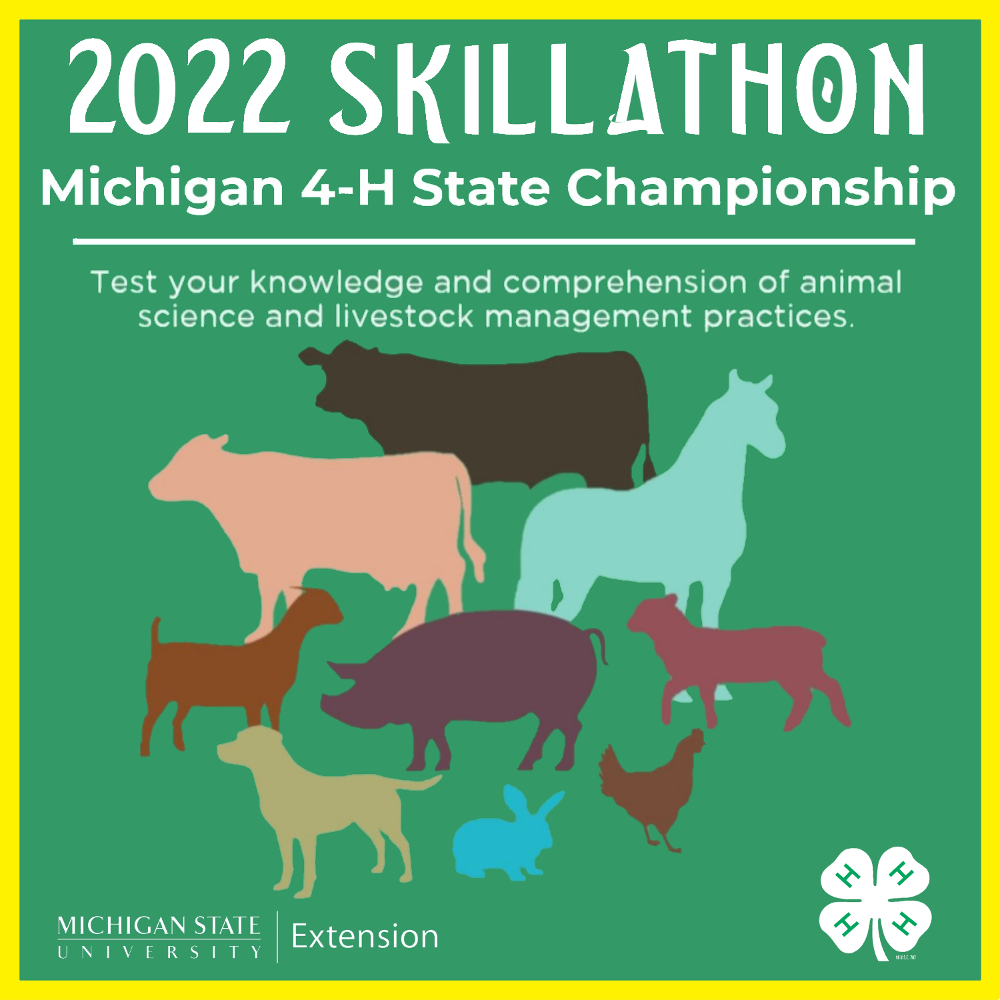 2022 SKILLATHON
Michigan 4-H State Championship
Test your knowledge and comprehension of animal
science and livestock management practices.
MICHIGAN STATE
UNIVERSITY
Extension
H H
H H
18 U.S.C. 707